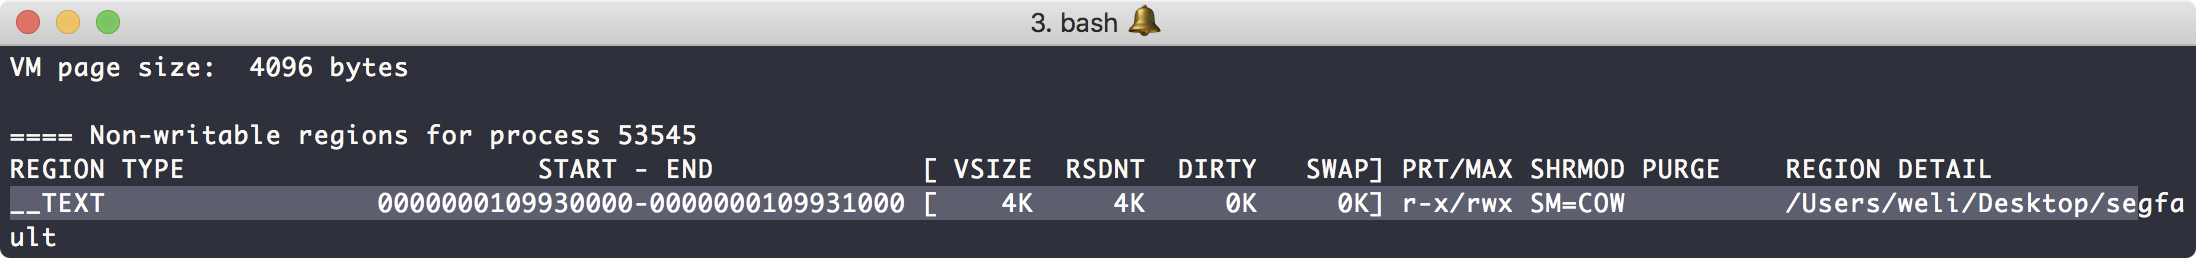 3. bash 🔔
VM page size:  4096 bytes
==== Non-writable regions for process 53545
REGION TYPE                      START - END             [ VSIZE  RSDNT  DIRTY   SWAP] PRT/MAX SHRMOD PURGE    REGION DETAIL
__TEXT                 0000000109930000-0000000109931000 [    4K     4K     0K     0K] r-x/rwx SM=COW          /Users/weli/Desktop/segfa
ult